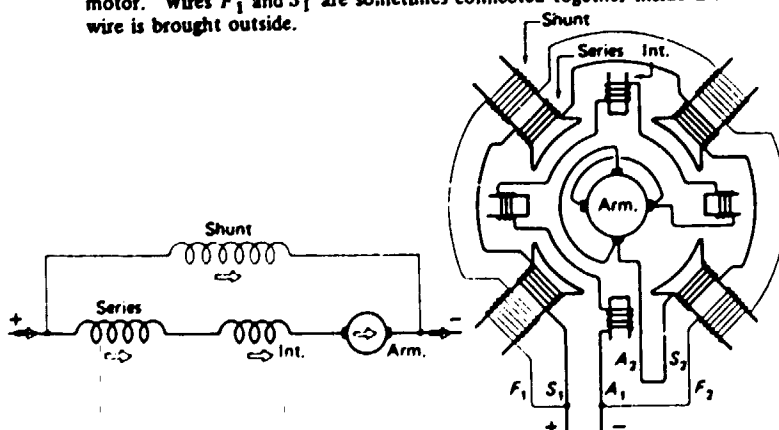 motor. Wires F₁ and S₁ are sometimes connected together inside
wire is brought outside.
Shunt
Series Int.
Arm.
Shunt
Series
+
Int.
Arm.
−
A₂ S₂
F₁ S₁ A₁ F₂
+ −